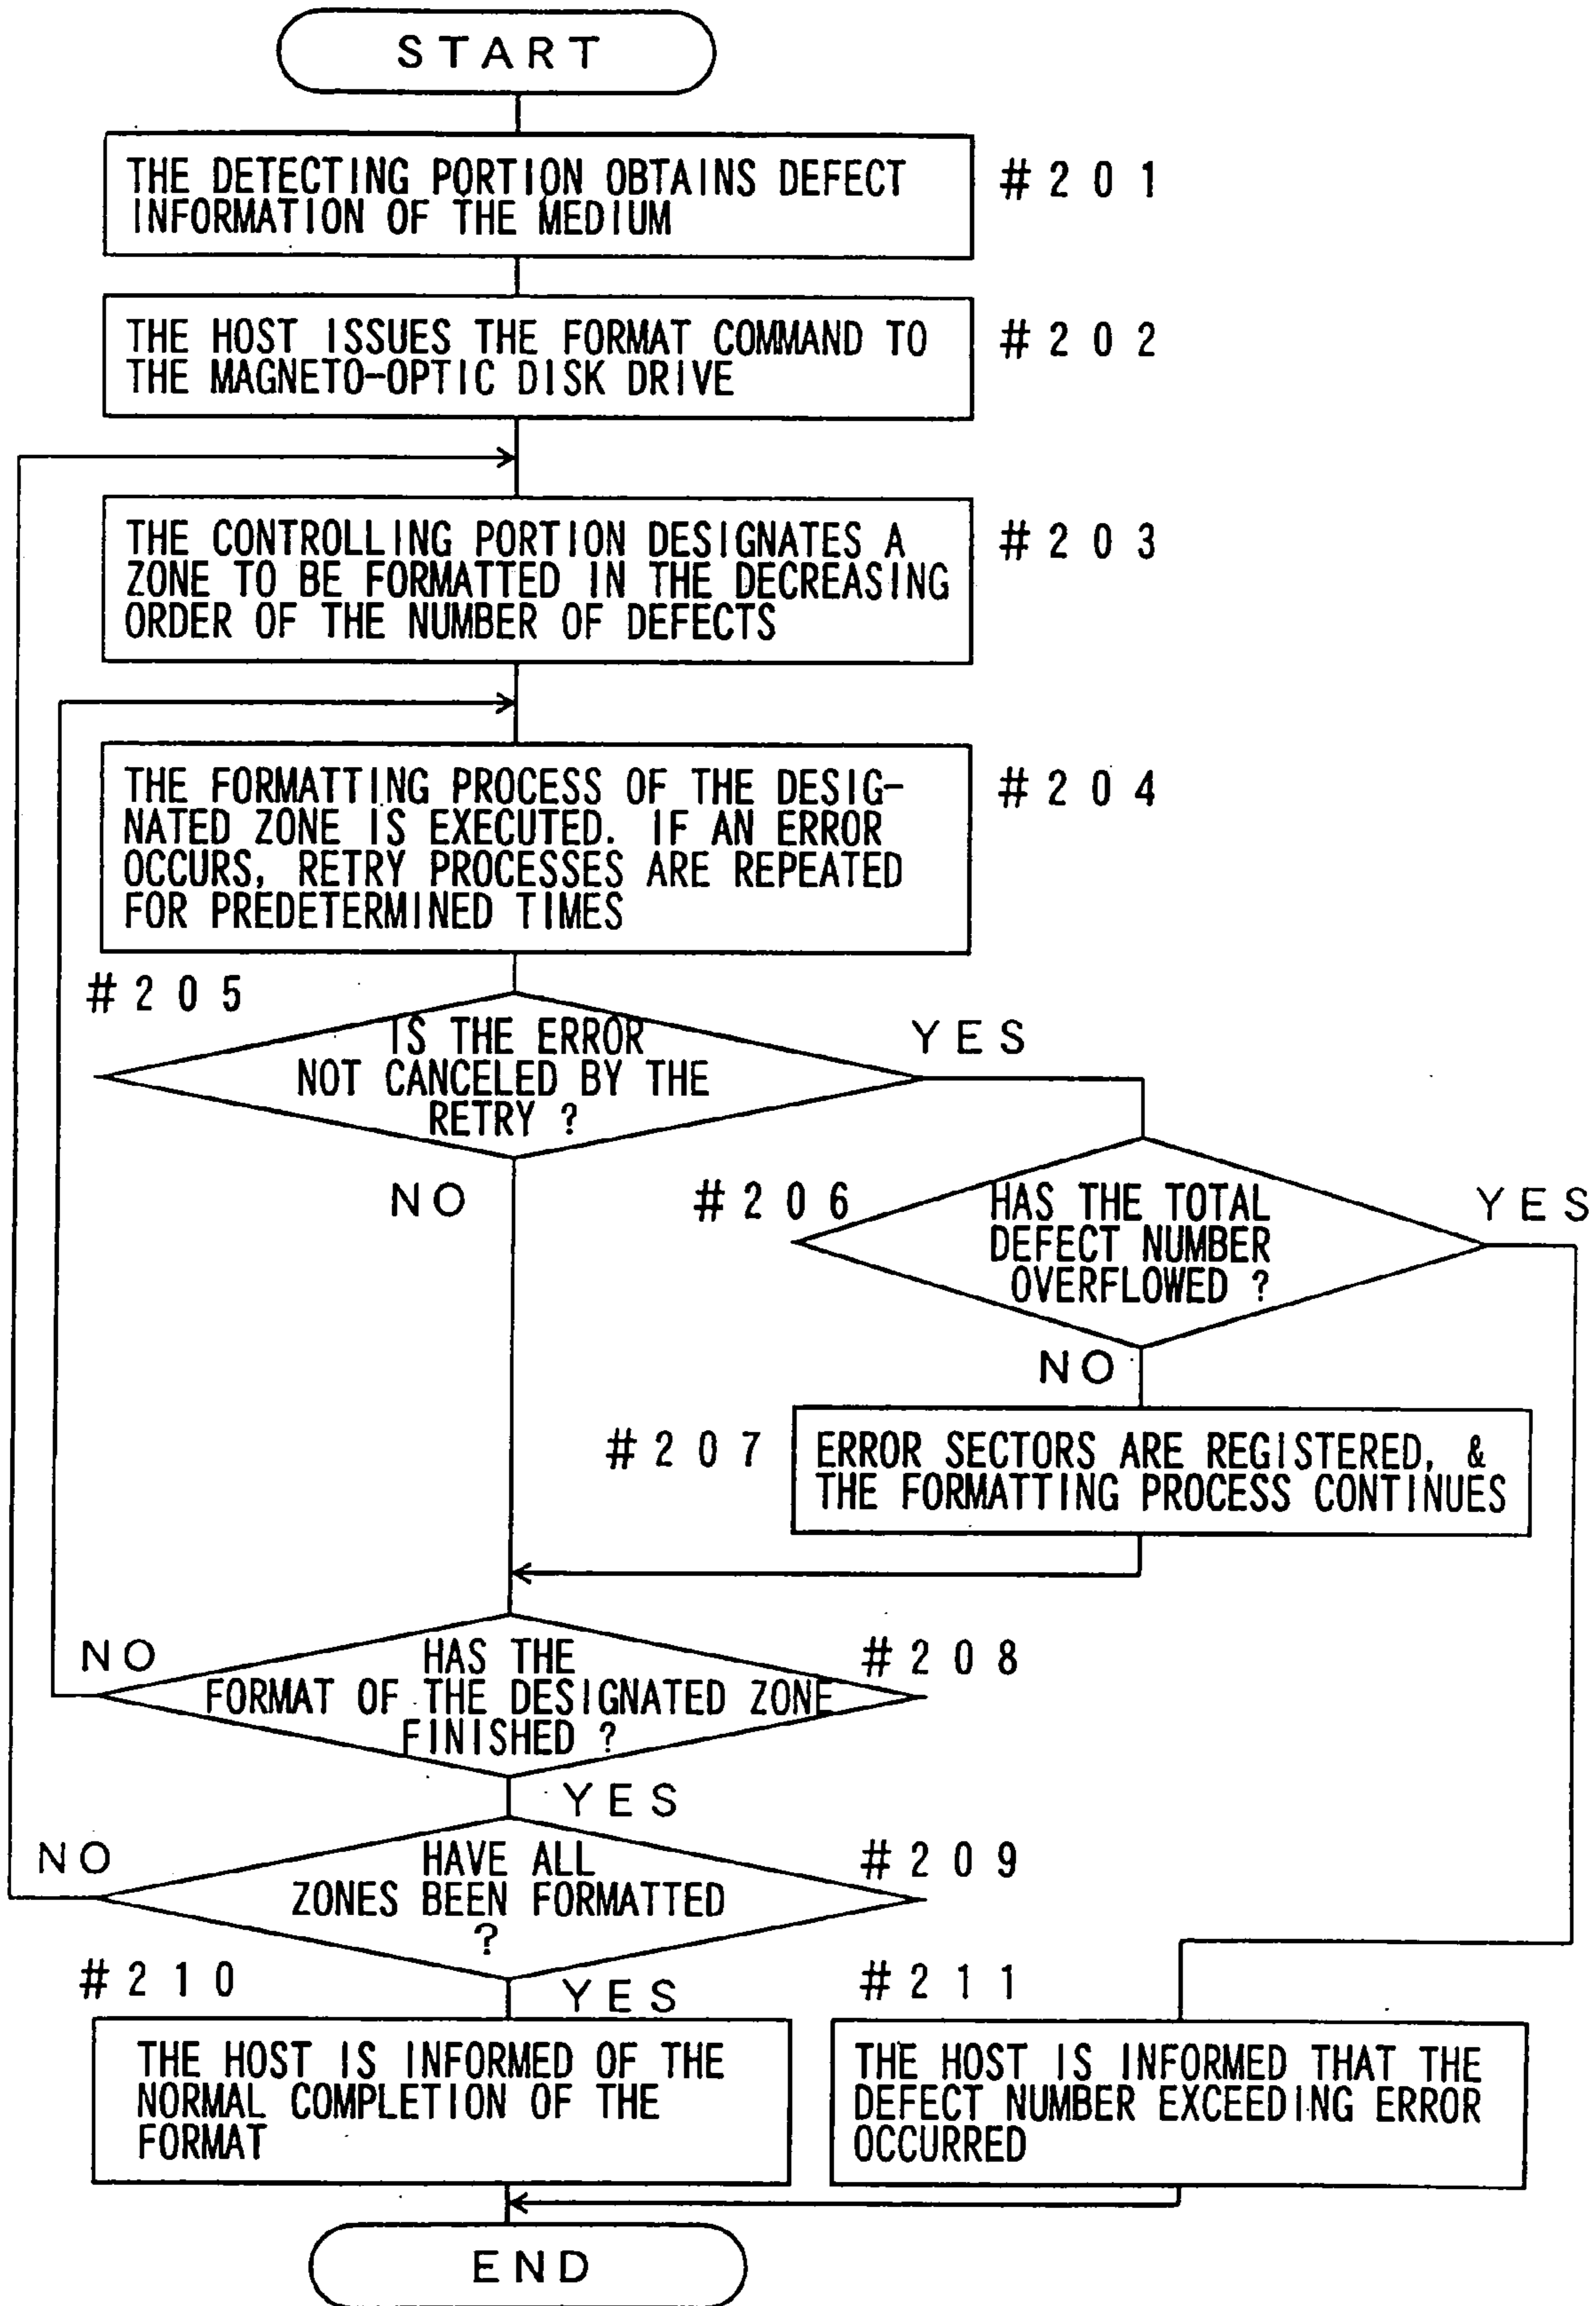 START
THE DETECTING PORTION OBTAINS DEFECT
INFORMATION OF THE MEDIUM
#201
THE HOST ISSUES THE FORMAT COMMAND TO
THE MAGNETO-OPTIC DISK DRIVE
#202
THE CONTROLLING PORTION DESIGNATES A
ZONE TO BE FORMATTED IN THE DECREASING
ORDER OF THE NUMBER OF DEFECTS
#203
THE FORMATTING PROCESS OF THE DESIG-
NATED ZONE IS EXECUTED. IF AN ERROR
OCCURS, RETRY PROCESSES ARE REPEATED
FOR PREDETERMINED TIMES
#204
#205
IS THE ERROR
NOT CANCELED BY THE
RETRY ?
YES
NO
#206
HAS THE TOTAL
DEFECT NUMBER
OVERFLOWED ?
YES
NO
#207
ERROR SECTORS ARE REGISTERED, &
THE FORMATTING PROCESS CONTINUES
NO
HAS THE
FORMAT OF THE DESIGNATED ZONE
FINISHED ?
#208
YES
NO
HAVE ALL
ZONES BEEN FORMATTED
?
#209
YES
#210
THE HOST IS INFORMED OF THE
NORMAL COMPLETION OF THE
FORMAT
#211
THE HOST IS INFORMED THAT THE
DEFECT NUMBER EXCEEDING ERROR
OCCURRED
END